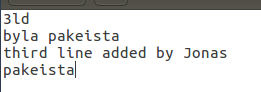 3ld
byla pakeista
third line added by Jonas
pakeista